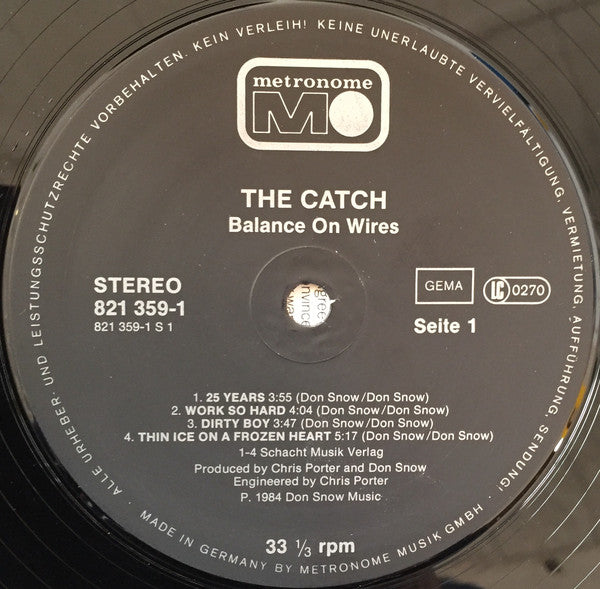 ALLE URHEBER- UND LEISTUNGSSCHUTZRECHTE VORBEHALTEN. KEIN VERLEIH! KEINE UNERLAUBTE VERVIELFÄLTIGUNG, VERMIETUNG, AUFFÜHRUNG, SENDUNG!
metronome
MO
THE CATCH
Balance On Wires
STEREO
821 359-1
821 359-1 S 1
GEMA
LC 0270
Seite 1
1. 25 YEARS 3:55 (Don Snow/Don Snow)
2. WORK SO HARD 4:04 (Don Snow/Don Snow)
3. DIRTY BOY 3:47 (Don Snow/Don Snow)
4. THIN ICE ON A FROZEN HEART 5:17 (Don Snow/Don Snow)
1-4 Schacht Musik Verlag
Produced by Chris Porter and Don Snow
Engineered by Chris Porter
P. 1984 Don Snow Music
33 1/3 rpm
· MADE IN GERMANY BY METRONOME MUSIK GMBH ·